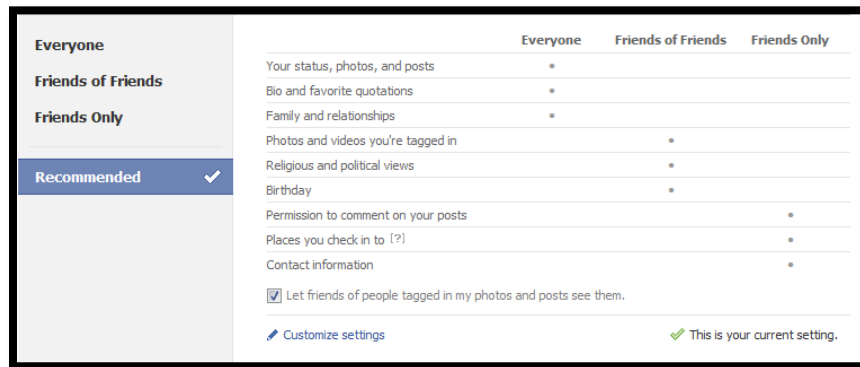 Everyone
Friends of Friends
Friends Only
Recommended
Everyone Friends of Friends Friends Only
Your status, photos, and posts
Bio and favorite quotations
Family and relationships
Photos and videos you're tagged in
Religious and political views
Birthday
Permission to comment on your posts
Places you check in to [?]
Contact information
Let friends of people tagged in my photos and posts see them.
Customize settings This is your current setting.